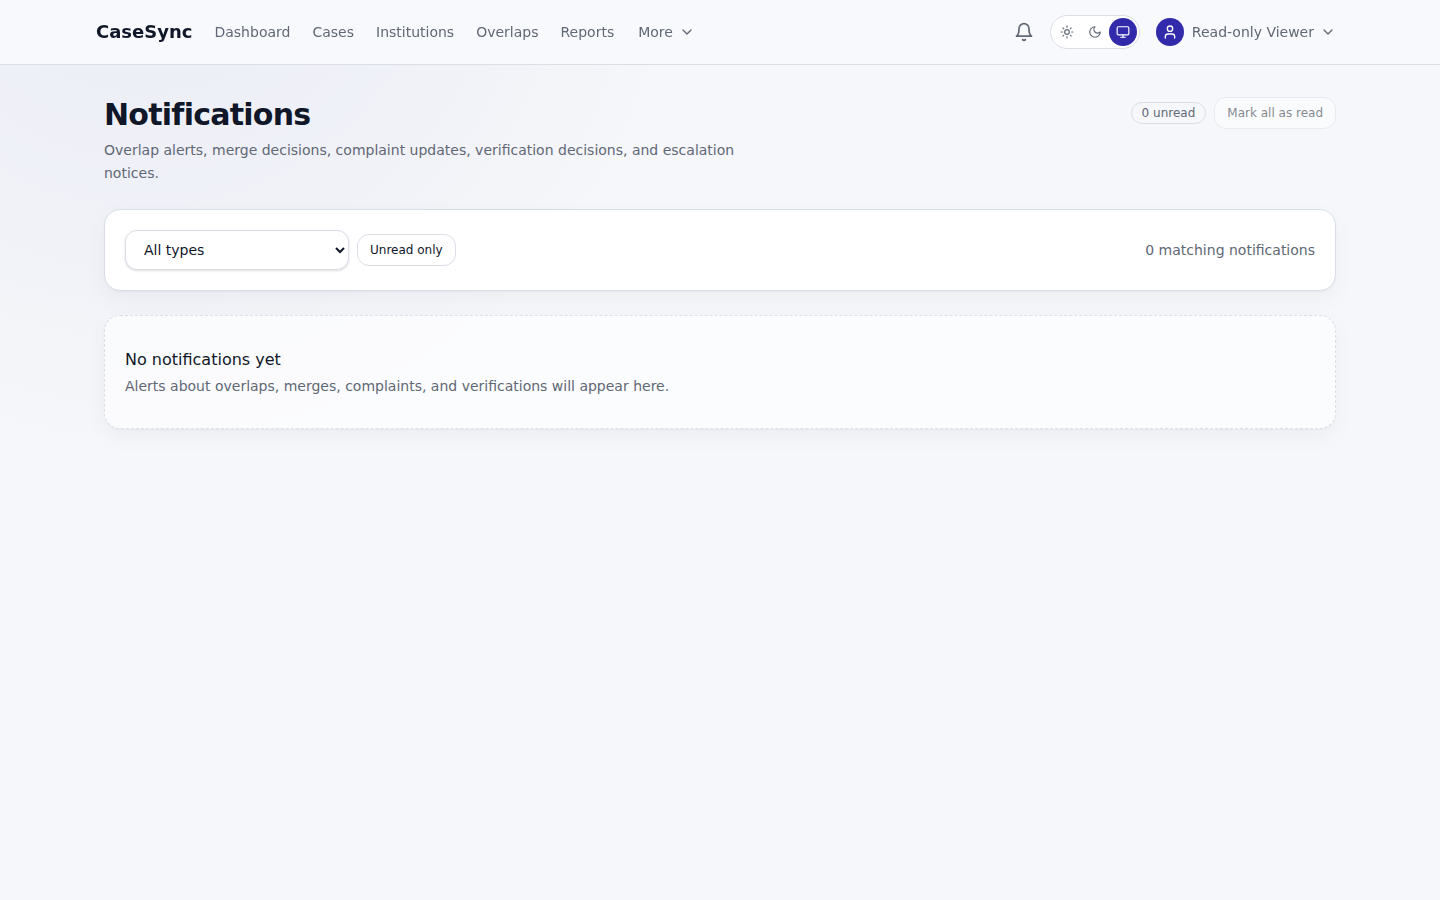 CaseSync Dashboard Cases Institutions Overlaps Reports More Read-only Viewer
Notifications
0 unread Mark all as read
Overlap alerts, merge decisions, complaint updates, verification decisions, and escalation
notices.
All types Unread only 0 matching notifications
No notifications yet
Alerts about overlaps, merges, complaints, and verifications will appear here.